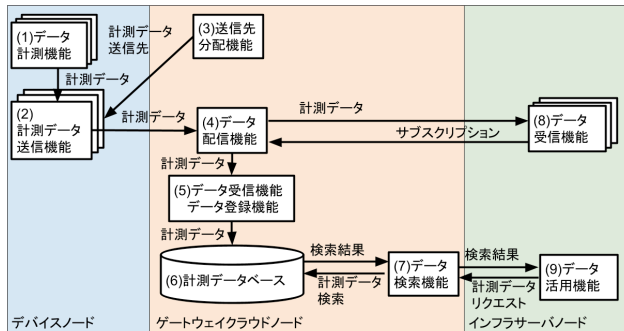 (1)データ
計測機能
計測データ
送信先
(3)送信先
分配機能
計測データ
(2)
計測データ
送信機能
計測データ
(4)データ
配信機能
計測データ
サブスクリプション
(8)データ
受信機能
計測データ
(5)データ受信機能
データ登録機能
計測データ
(6)計測データベース
検索結果
計測データ
検索
(7)データ
検索機能
検索結果
計測データ
リクエスト
(9)データ
活用機能
デバイスノード
ゲートウェイクラウドノード
インフラサーバノード